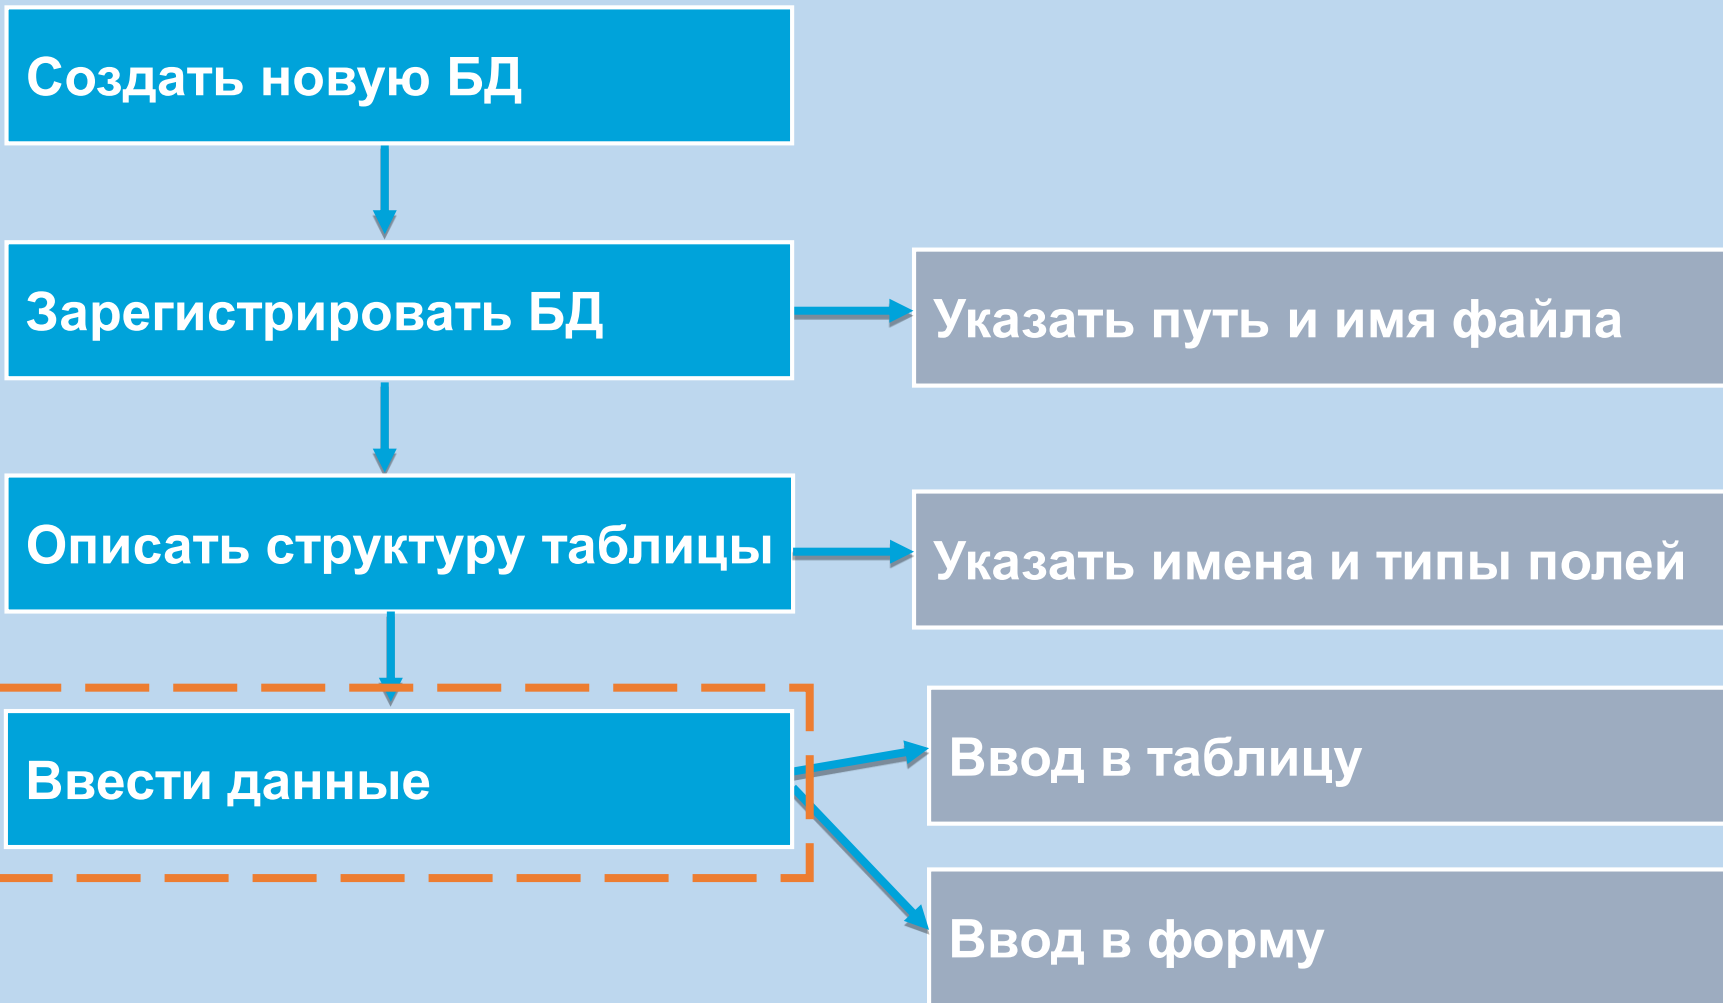 Создать новую БД
Зарегистрировать БД
Указать путь и имя файла
Описать структуру таблицы
Указать имена и типы полей
Ввести данные
Ввод в таблицу
Ввод в форму